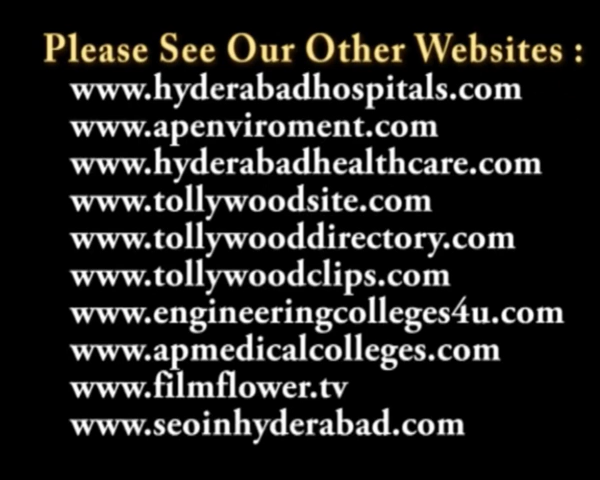 Please See Our Other Websites :
www.hyderabadhospitals.com
www.apenviroment.com
www.hyderabadhealthcare.com
www.tollywoodsite.com
www.tollywooddirectory.com
www.tollywoodclips.com
www.engineeringcolleges4u.com
www.apmedicalcolleges.com
www.filmflower.tv
www.seoinhyderabad.com